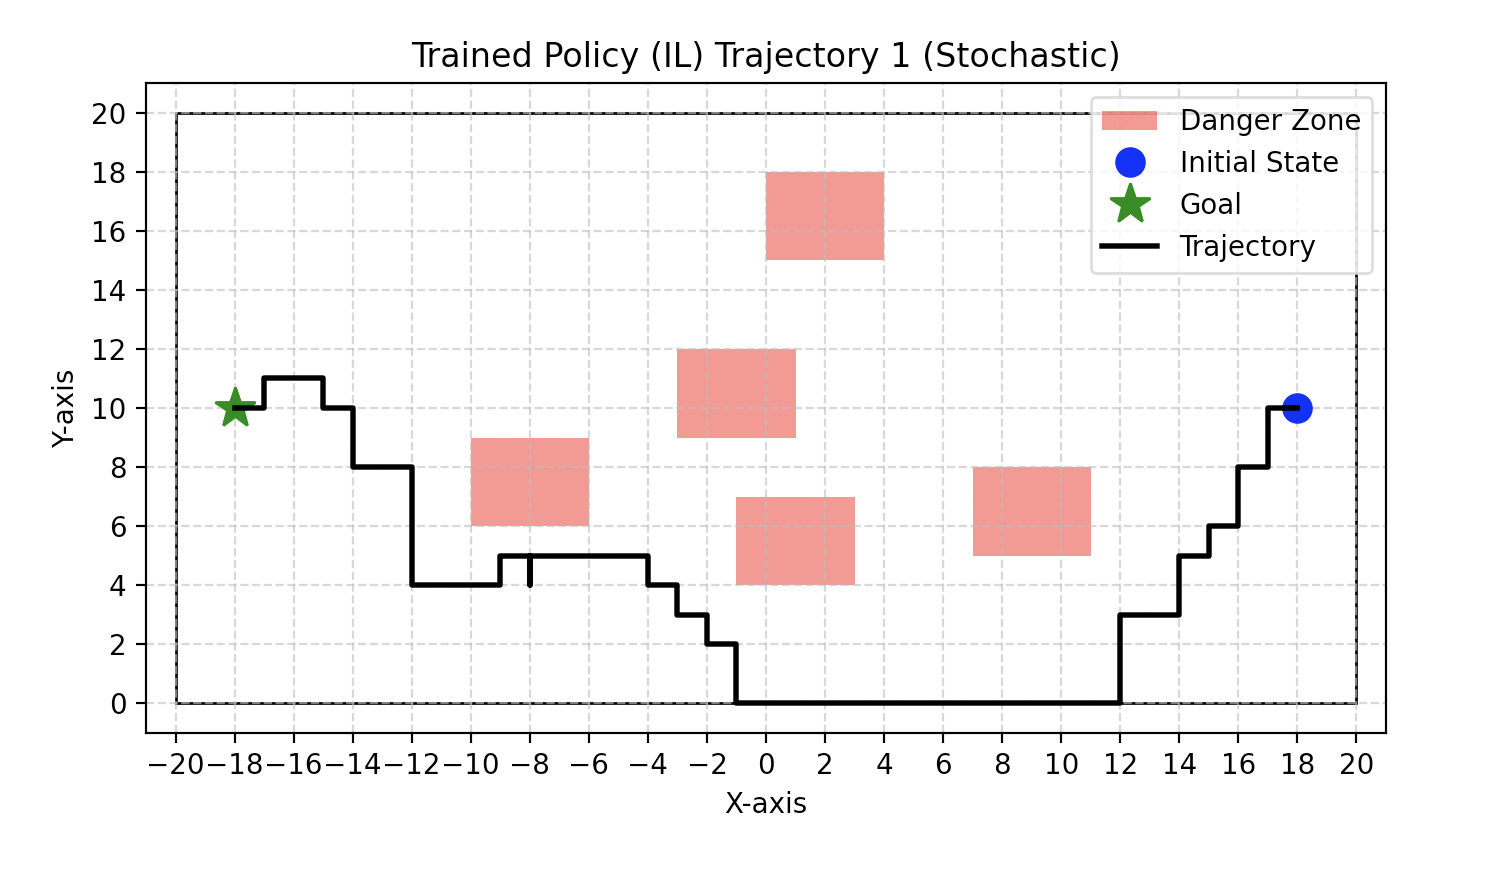 Trained Policy (IL) Trajectory 1 (Stochastic)
Danger Zone
Initial State
Goal
Trajectory
Y-axis
20
18
16
14
12
10
8
6
4
2
0
−20 −18 −16 −14 −12 −10 −8 −6 −4 −2 0 2 4 6 8 10 12 14 16 18 20
X-axis